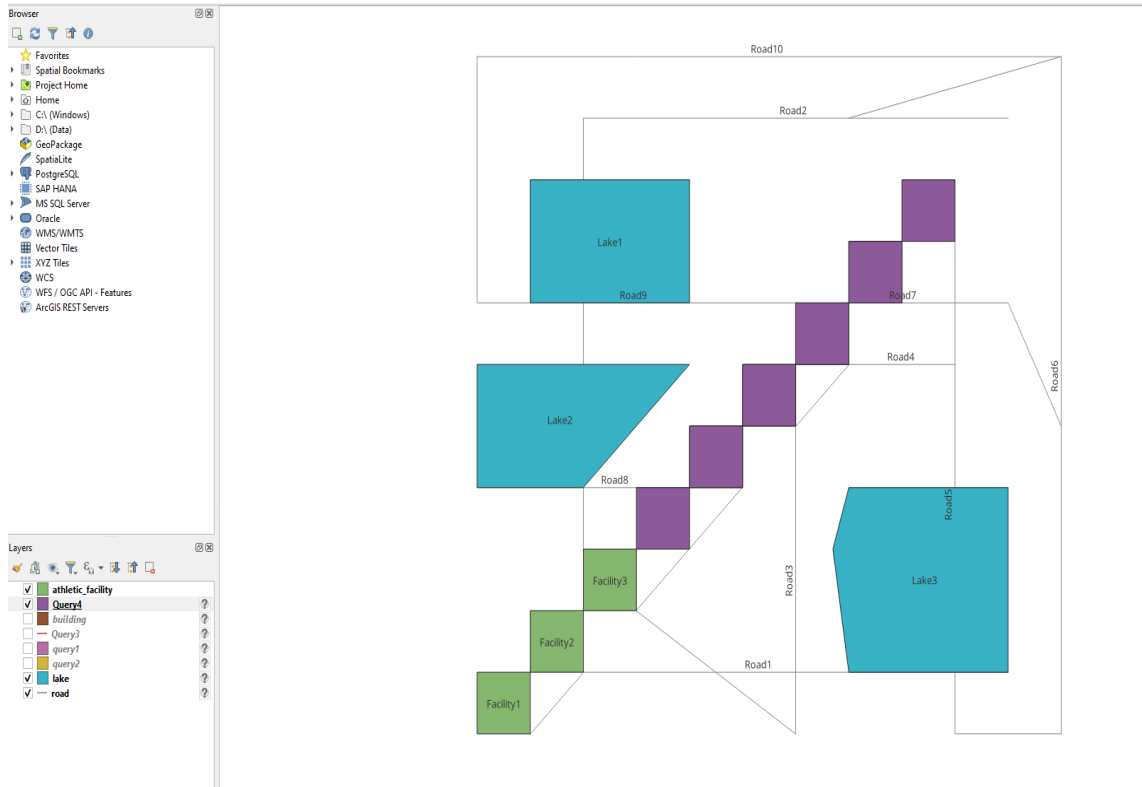 Browser
Favorites
Spatial Bookmarks
Project Home
Home
C:\ (Windows)
D:\ (Data)
GeoPackage
SpatiaLite
PostgreSQL
SAP HANA
MS SQL Server
Oracle
WMS/WMTS
Vector Tiles
XYZ Tiles
WCS
WFS / OGC API - Features
ArcGIS REST Servers
Layers
athletic_facility
Query4
?
building
?
Query3
?
query1
?
query2
?
lake
?
road
?
Road10
Road2
Lake1
Road9
Road7
Road4
Road6
Lake2
Road8
Road5
Facility3
Road3
Lake3
Facility2
Road1
Facility1